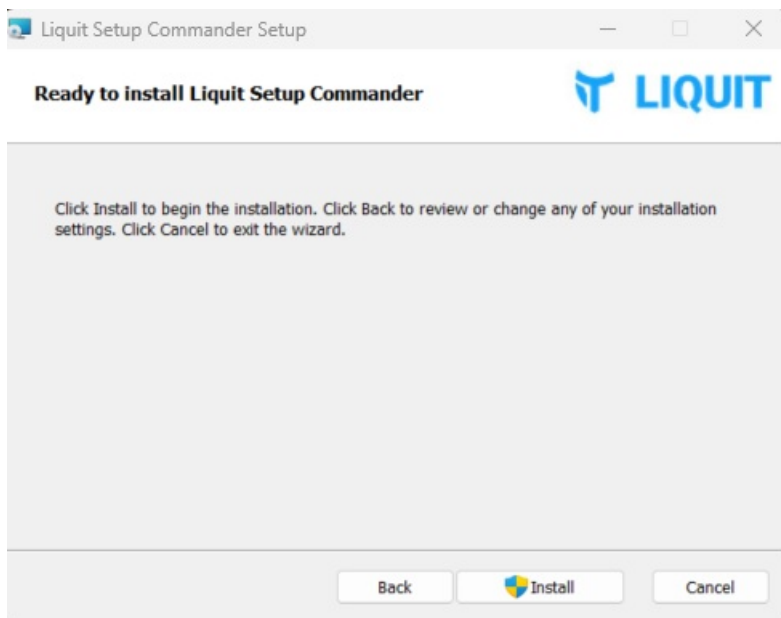 Liquit Setup Commander Setup
Ready to install Liquit Setup Commander
LIQUIT
Click Install to begin the installation. Click Back to review or change any of your installation
settings. Click Cancel to exit the wizard.
Back
Install
Cancel